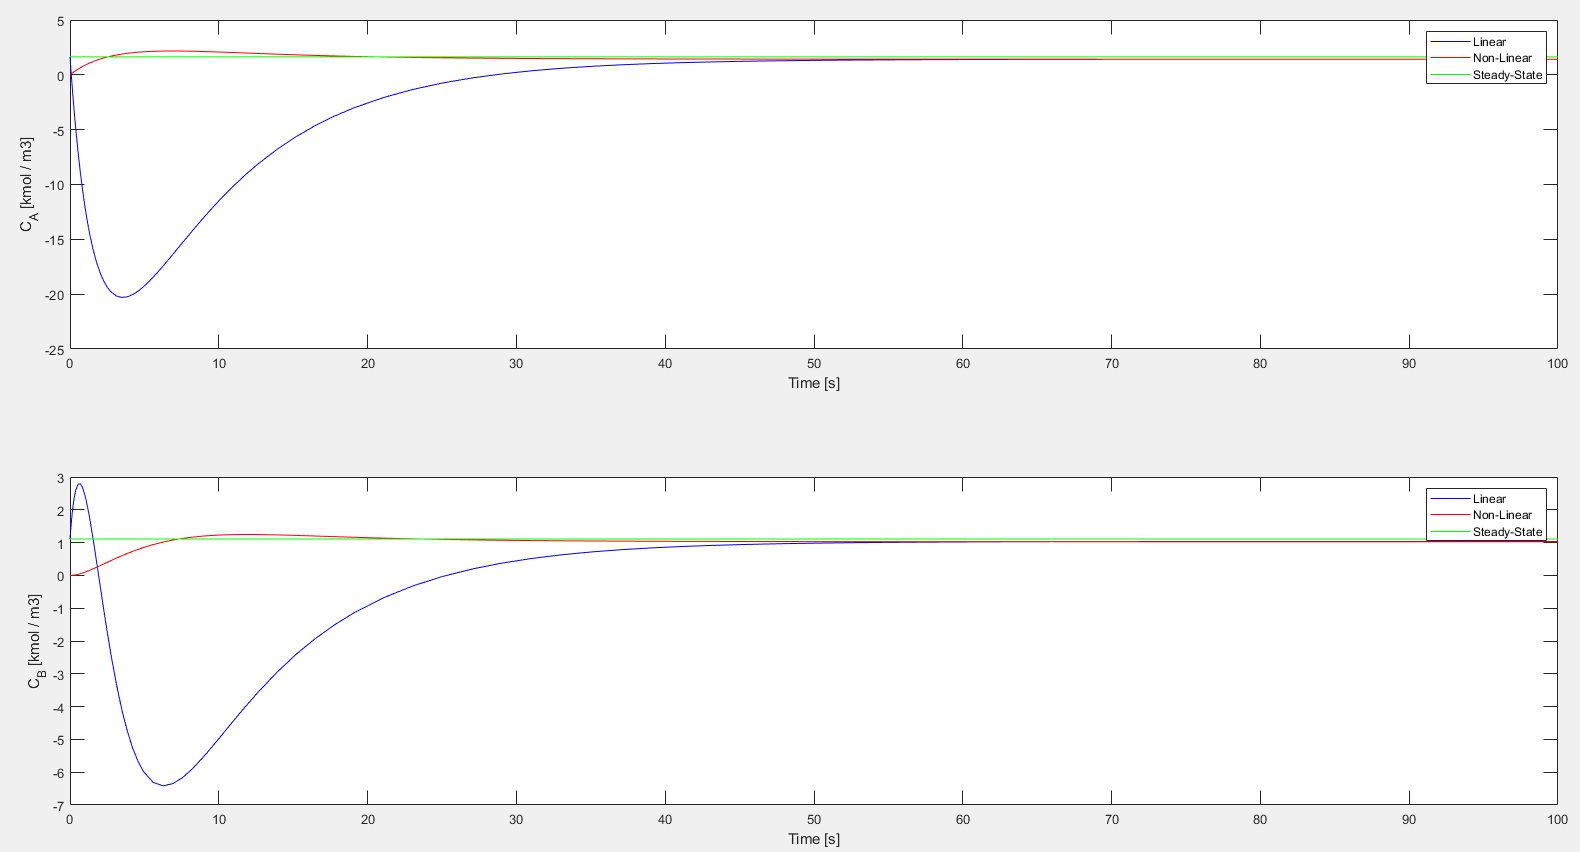 5
0
-5
-10
-15
-20
-25
C_A [kmol / m3]
Linear
Non-Linear
Steady-State
0 10 20 30 40 50 60 70 80 90 100
Time [s]
3
2
1
0
-1
-2
-3
-4
-5
-6
-7
C_B [kmol / m3]
Linear
Non-Linear
Steady-State
0 10 20 30 40 50 60 70 80 90 100
Time [s]